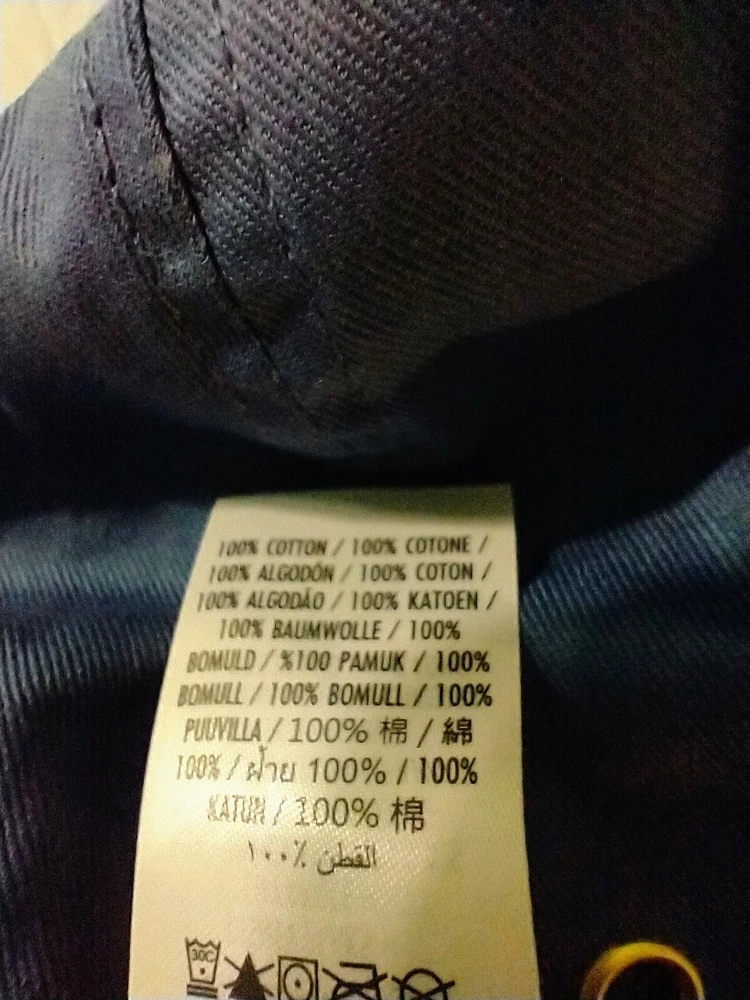 100% COTTON / 100% COTONE /
100% ALGODÓN / 100% COTON /
100% ALGODÃO / 100% KATOEN /
100% BAUMWOLLE / 100%
BOMULD / %100 PAMUK / 100%
BOMULL / 100% BOMULL / 100%
PUUVILLA / 100% 棉 / 綿
100% / ฝ้าย 100% / 100%
KATUN / 100% 棉
القطن ٪١٠٠
30C